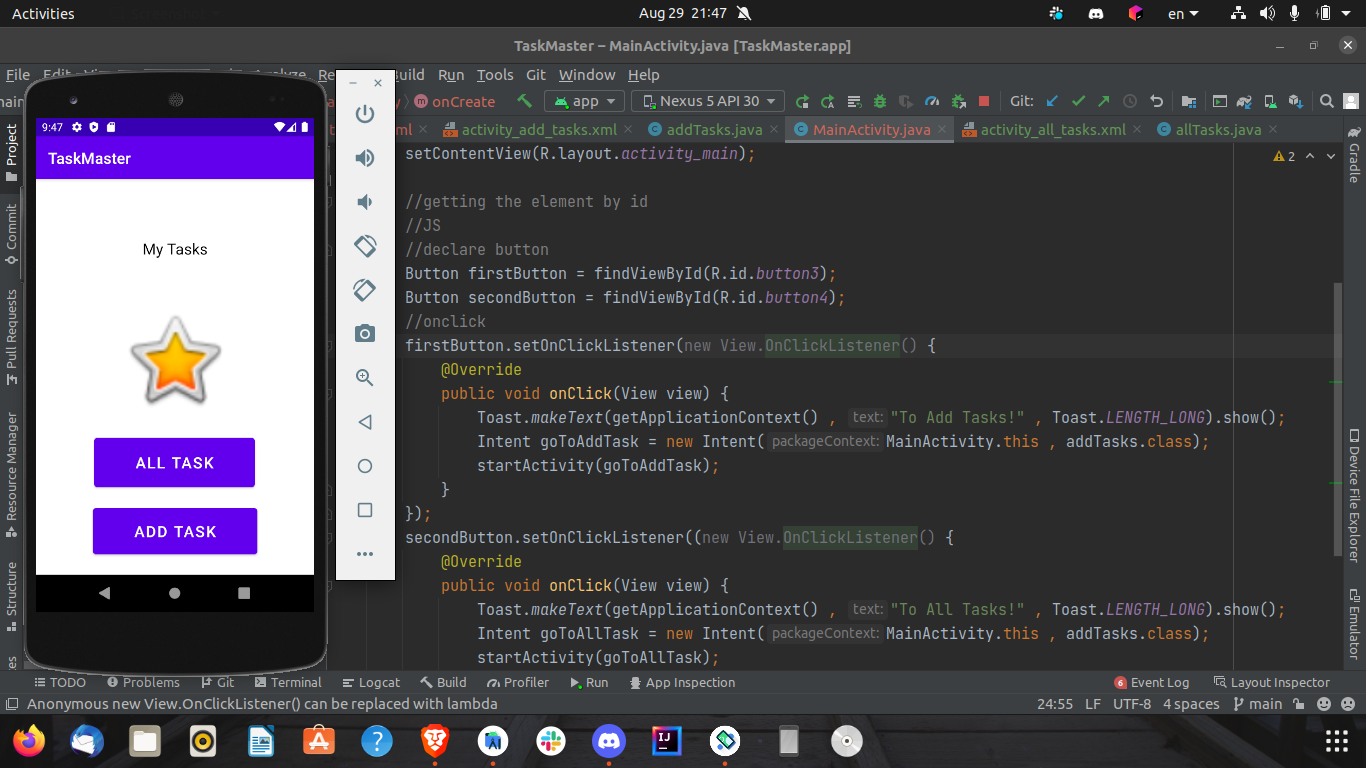 Activities
Aug 29 21:47
en
TaskMaster – MainActivity.java [TaskMaster.app]
File Edit Build Run Tools Git Window Help
onCreate
app
Nexus 5 API 30
Git:
activity_add_tasks.xml
addTasks.java
MainActivity.java
activity_all_tasks.xml
allTasks.java
Project
Commit
Pull Requests
Resource Manager
Structure
Gradle
Device File Explorer
Emulator
9:47
TaskMaster
My Tasks
ALL TASK
ADD TASK
2
setContentView(R.layout.activity_main);
//getting the element by id
//JS
//declare button
Button firstButton = findViewById(R.id.button3);
Button secondButton = findViewById(R.id.button4);
//onclick
firstButton.setOnClickListener(new View.OnClickListener() {
@Override
public void onClick(View view) {
Toast.makeText(getApplicationContext() , text: "To Add Tasks!" , Toast.LENGTH_LONG).show();
Intent goToAddTask = new Intent( packageContext: MainActivity.this , addTasks.class);
startActivity(goToAddTask);
}
});
secondButton.setOnClickListener((new View.OnClickListener() {
@Override
public void onClick(View view) {
Toast.makeText(getApplicationContext() , text: "To All Tasks!" , Toast.LENGTH_LONG).show();
Intent goToAllTask = new Intent( packageContext: MainActivity.this , addTasks.class);
startActivity(goToAllTask);
TODO Problems Git Terminal Logcat Build Profiler Run App Inspection 6 Event Log Layout Inspector
Anonymous new View.OnClickListener() can be replaced with lambda
24:55 LF UTF-8 4 spaces main